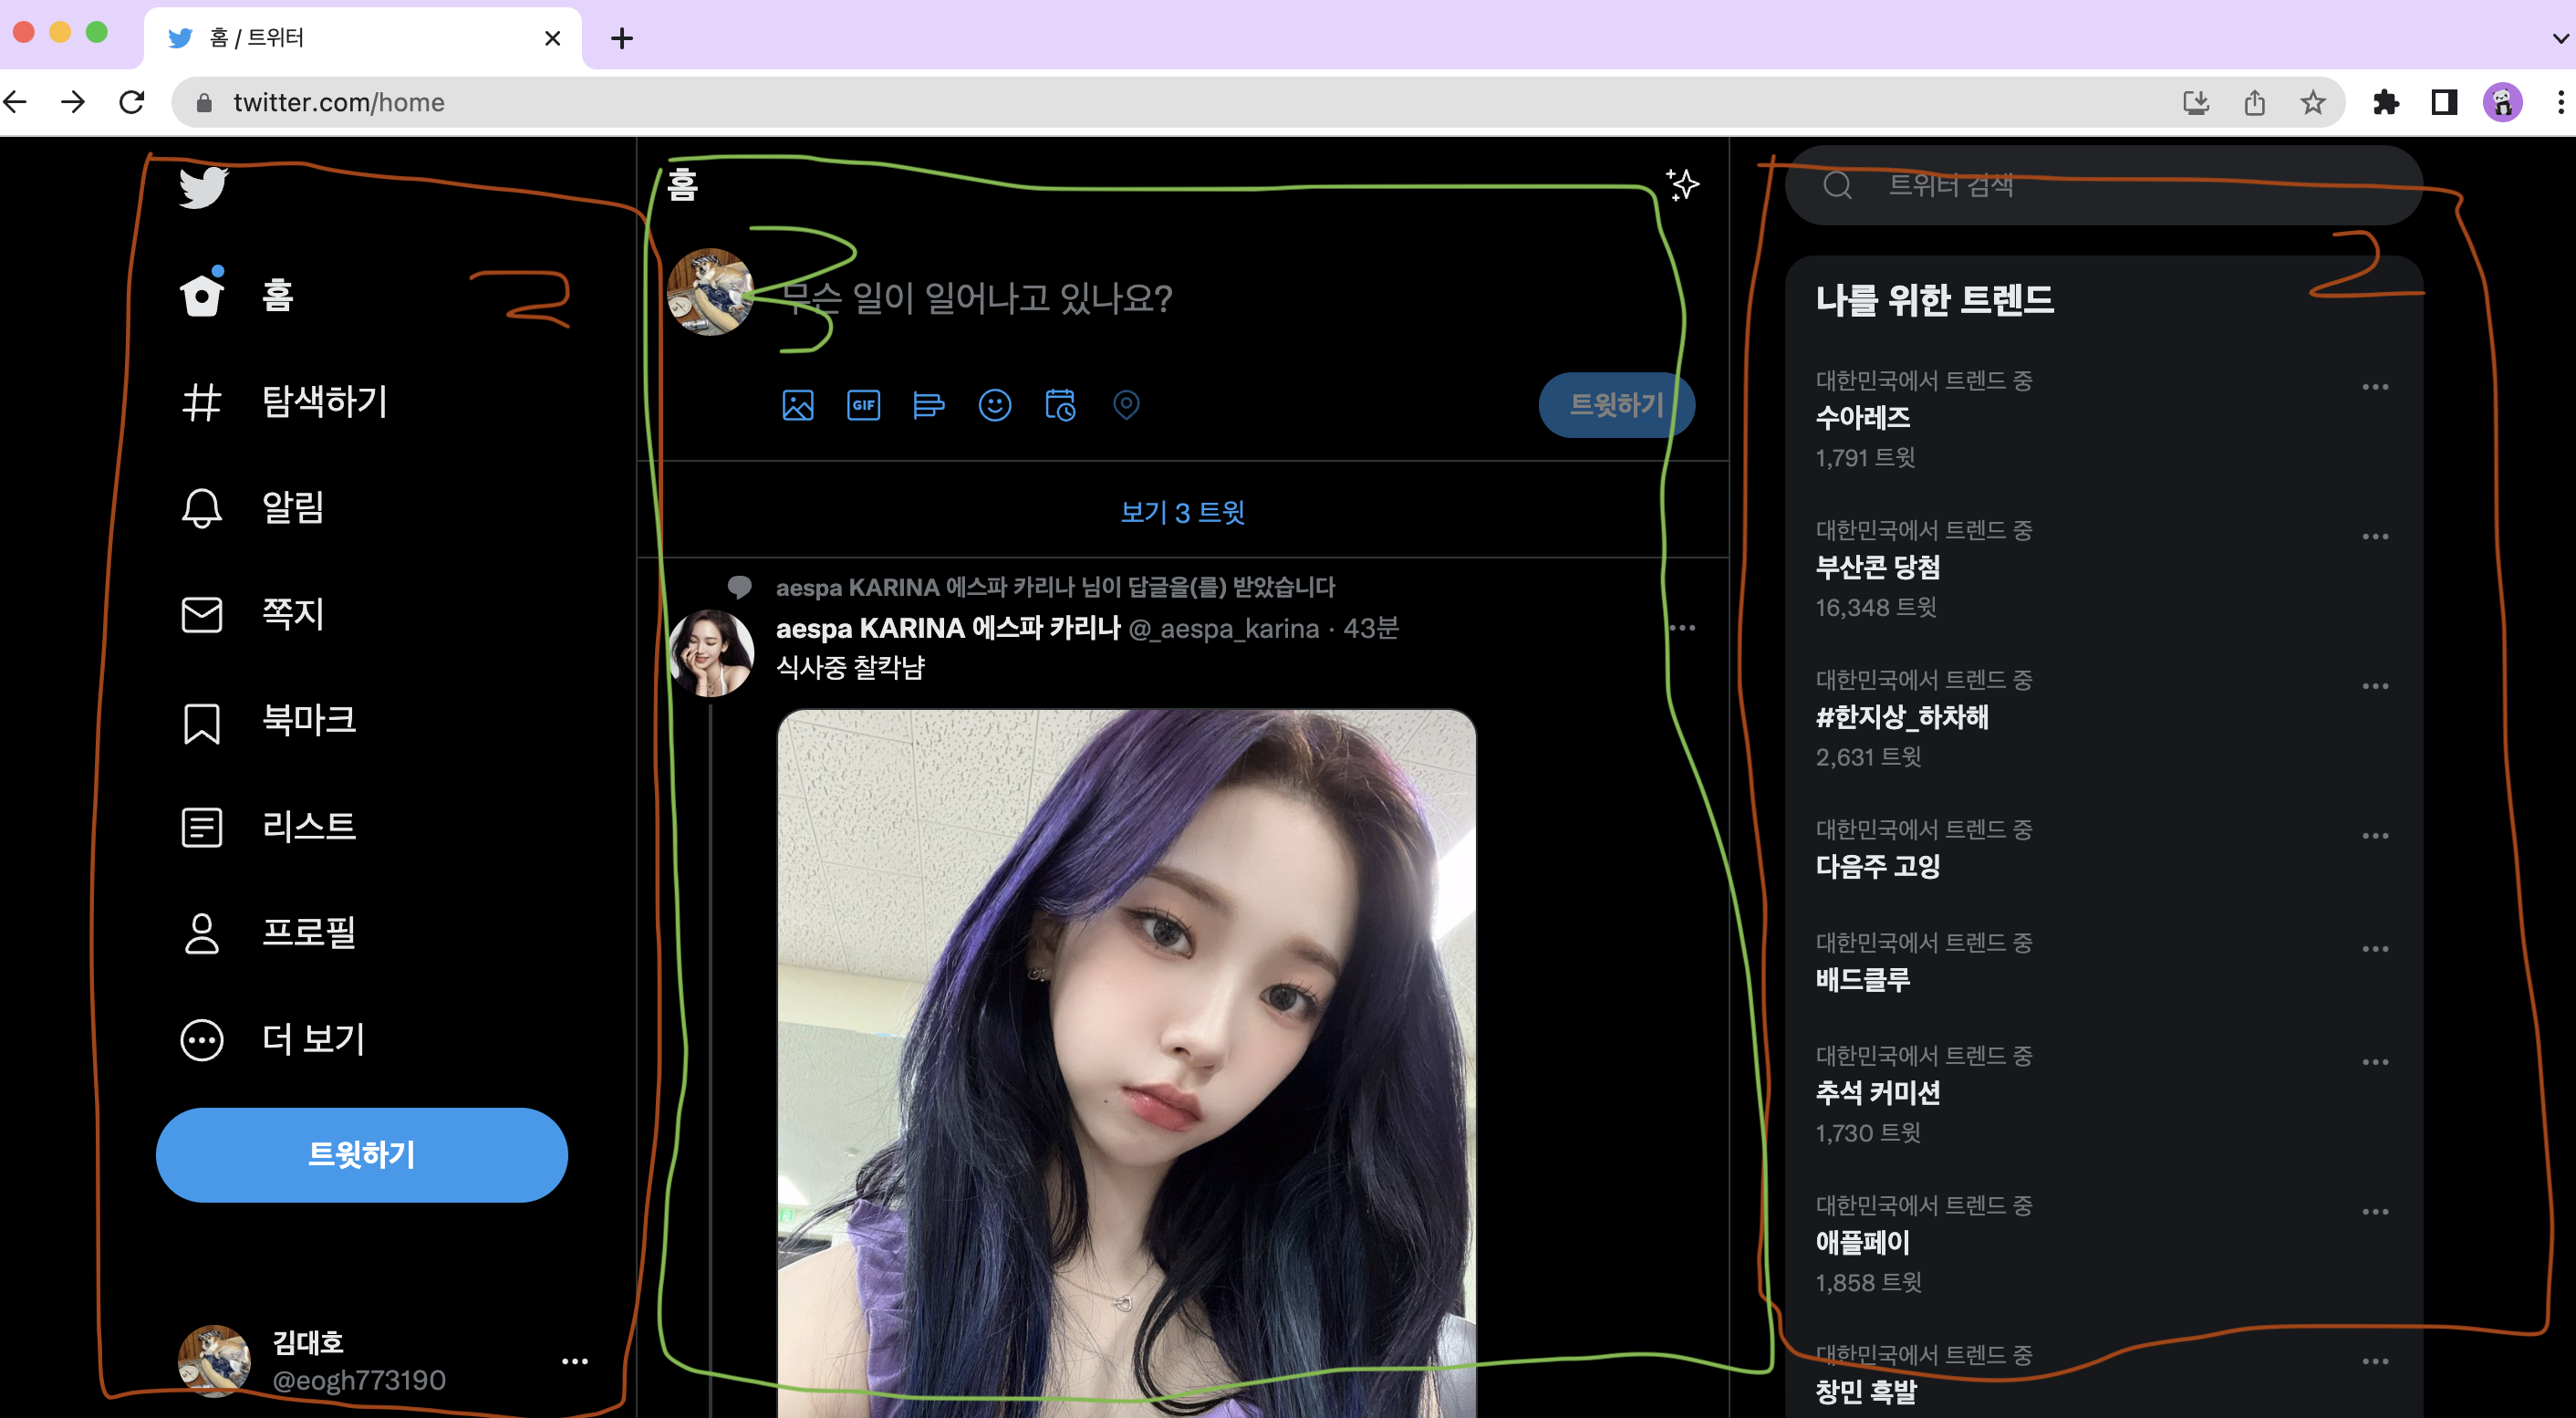 홈 / 트위터
twitter.com/home
홈
탐색하기
알림
쪽지
북마크
리스트
프로필
더 보기
트윗하기
김대호
@eogh773190
2
홈
3
무슨 일이 일어나고 있나요?
GIF
트윗하기
보기 3 트윗
aespa KARINA 에스파 카리나 님이 답글을(를) 받았습니다
aespa KARINA 에스파 카리나 @_aespa_karina · 43분
식사중 찰칵냠
트위터 검색
2
나를 위한 트렌드
대한민국에서 트렌드 중
수아레즈
1,791 트윗
대한민국에서 트렌드 중
부산콘 당첨
16,348 트윗
대한민국에서 트렌드 중
#한지상_하차해
2,631 트윗
대한민국에서 트렌드 중
다음주 고잉
대한민국에서 트렌드 중
배드클루
대한민국에서 트렌드 중
추석 커미션
1,730 트윗
대한민국에서 트렌드 중
애플페이
1,858 트윗
대한민국에서 트렌드 중
창민 흑발